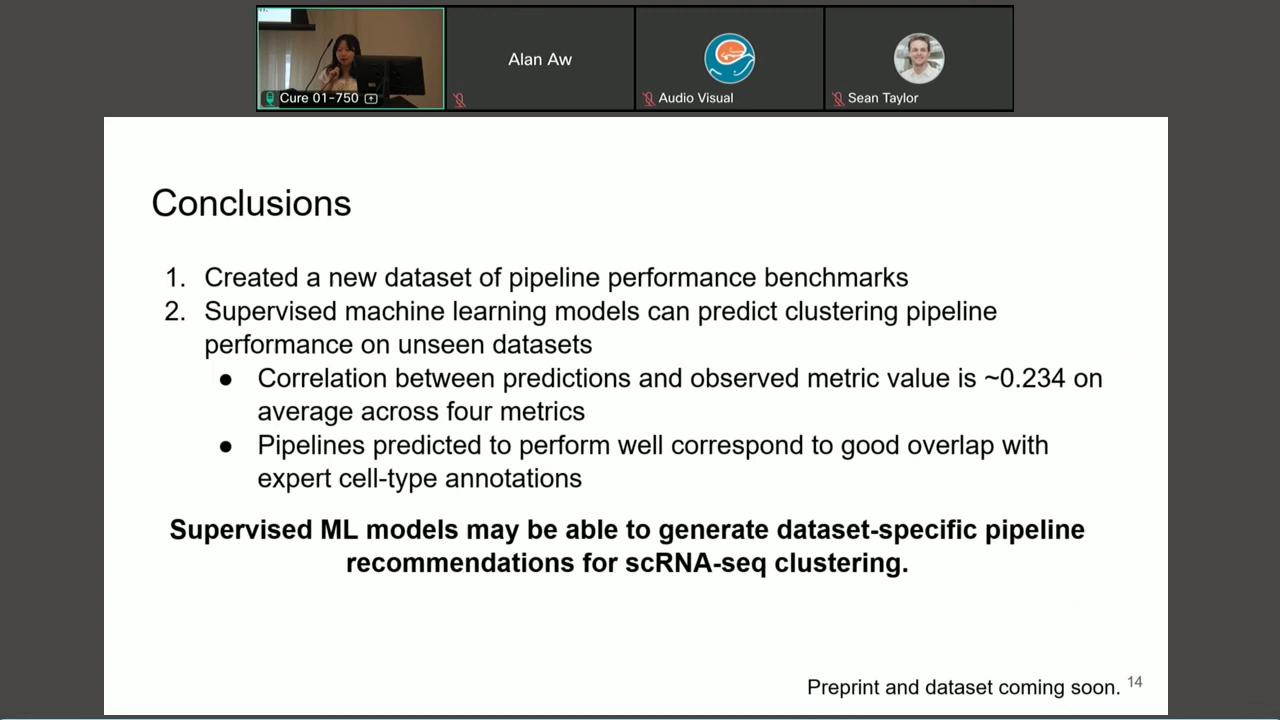 Cure 01-750
Alan Aw
Audio Visual
Sean Taylor
Conclusions
1. Created a new dataset of pipeline performance benchmarks
2. Supervised machine learning models can predict clustering pipeline
performance on unseen datasets
● Correlation between predictions and observed metric value is ~0.234 on
average across four metrics
● Pipelines predicted to perform well correspond to good overlap with
expert cell-type annotations
Supervised ML models may be able to generate dataset-specific pipeline
recommendations for scRNA-seq clustering.
Preprint and dataset coming soon. 14